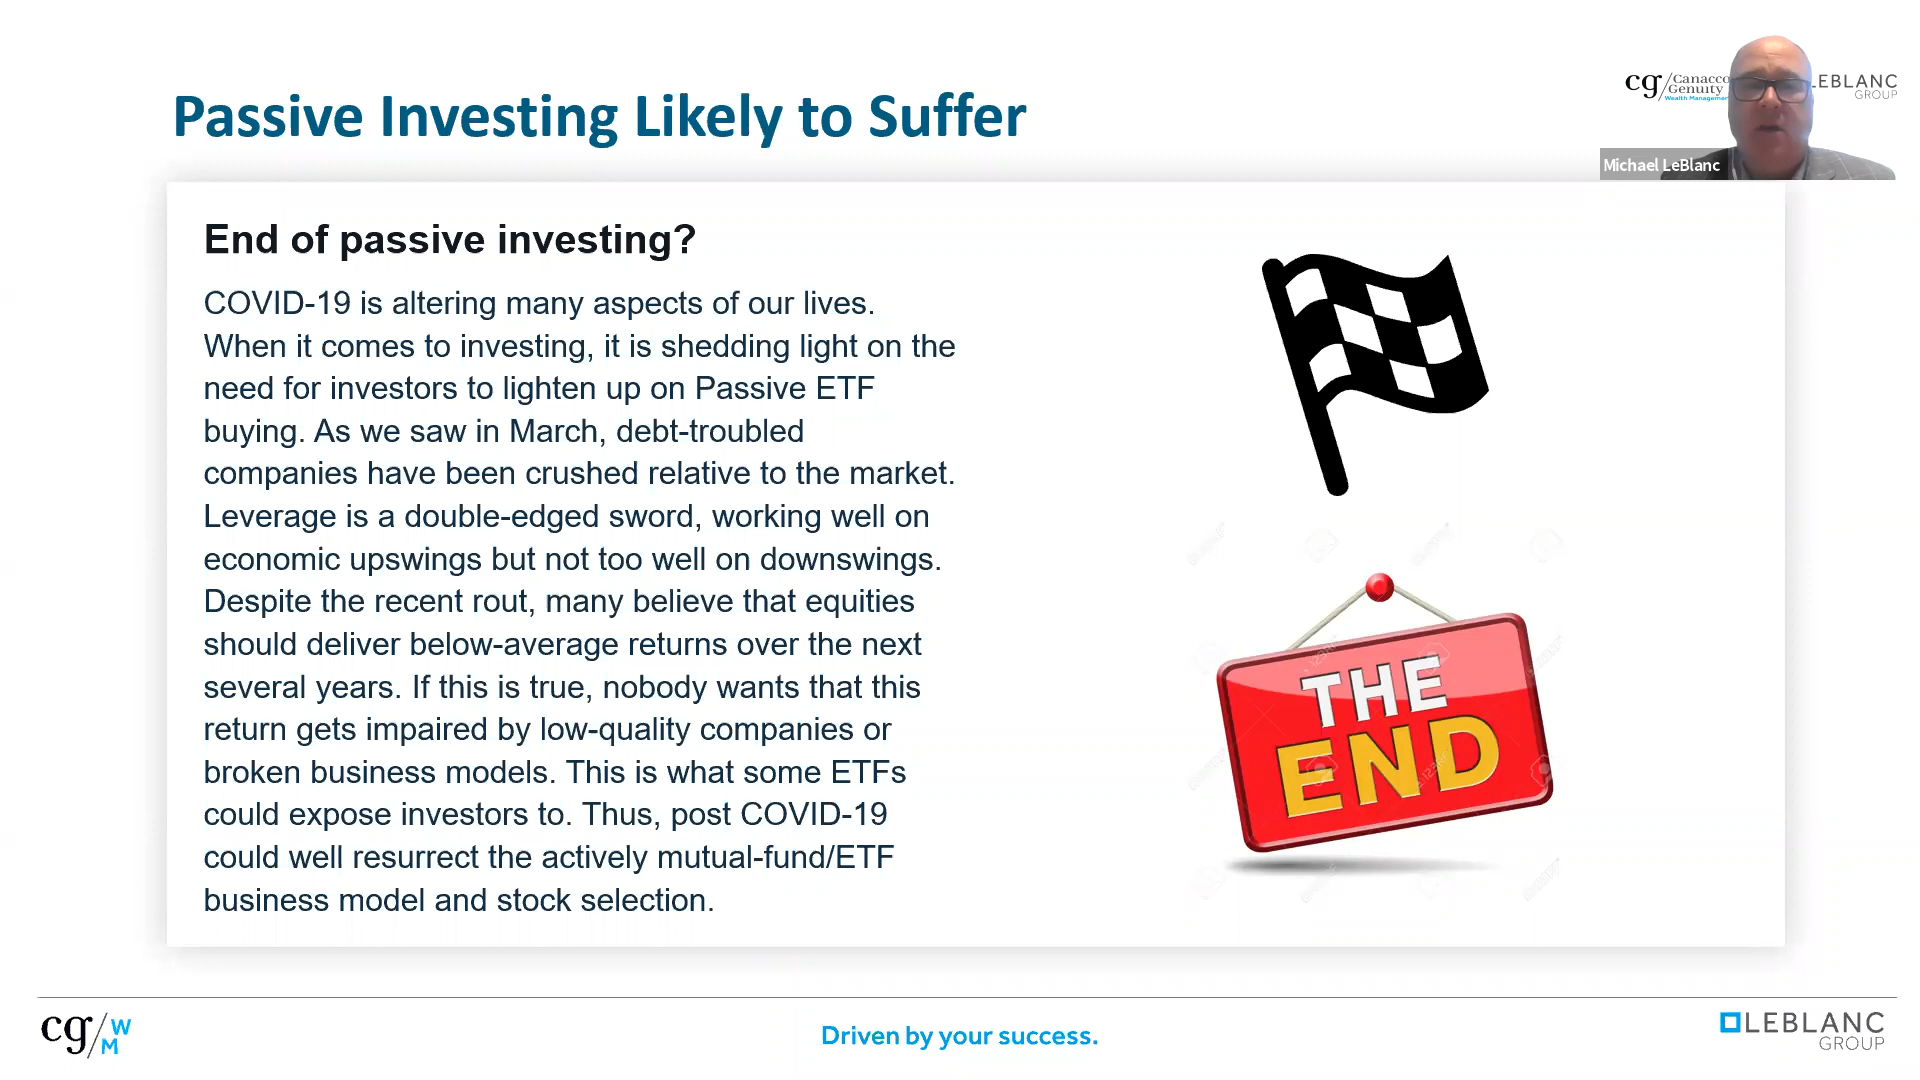 Passive Investing Likely to Suffer
cg/Canacco
Genuity
Wealth Management
LEBLANC
GROUP
Michael LeBlanc
End of passive investing?
COVID-19 is altering many aspects of our lives.
When it comes to investing, it is shedding light on the
need for investors to lighten up on Passive ETF
buying. As we saw in March, debt-troubled
companies have been crushed relative to the market.
Leverage is a double-edged sword, working well on
economic upswings but not too well on downswings.
Despite the recent rout, many believe that equities
should deliver below-average returns over the next
several years. If this is true, nobody wants that this
return gets impaired by low-quality companies or
broken business models. This is what some ETFs
could expose investors to. Thus, post COVID-19
could well resurrect the actively mutual-fund/ETF
business model and stock selection.
THE
END
cg/WM
Driven by your success.
LEBLANC
GROUP